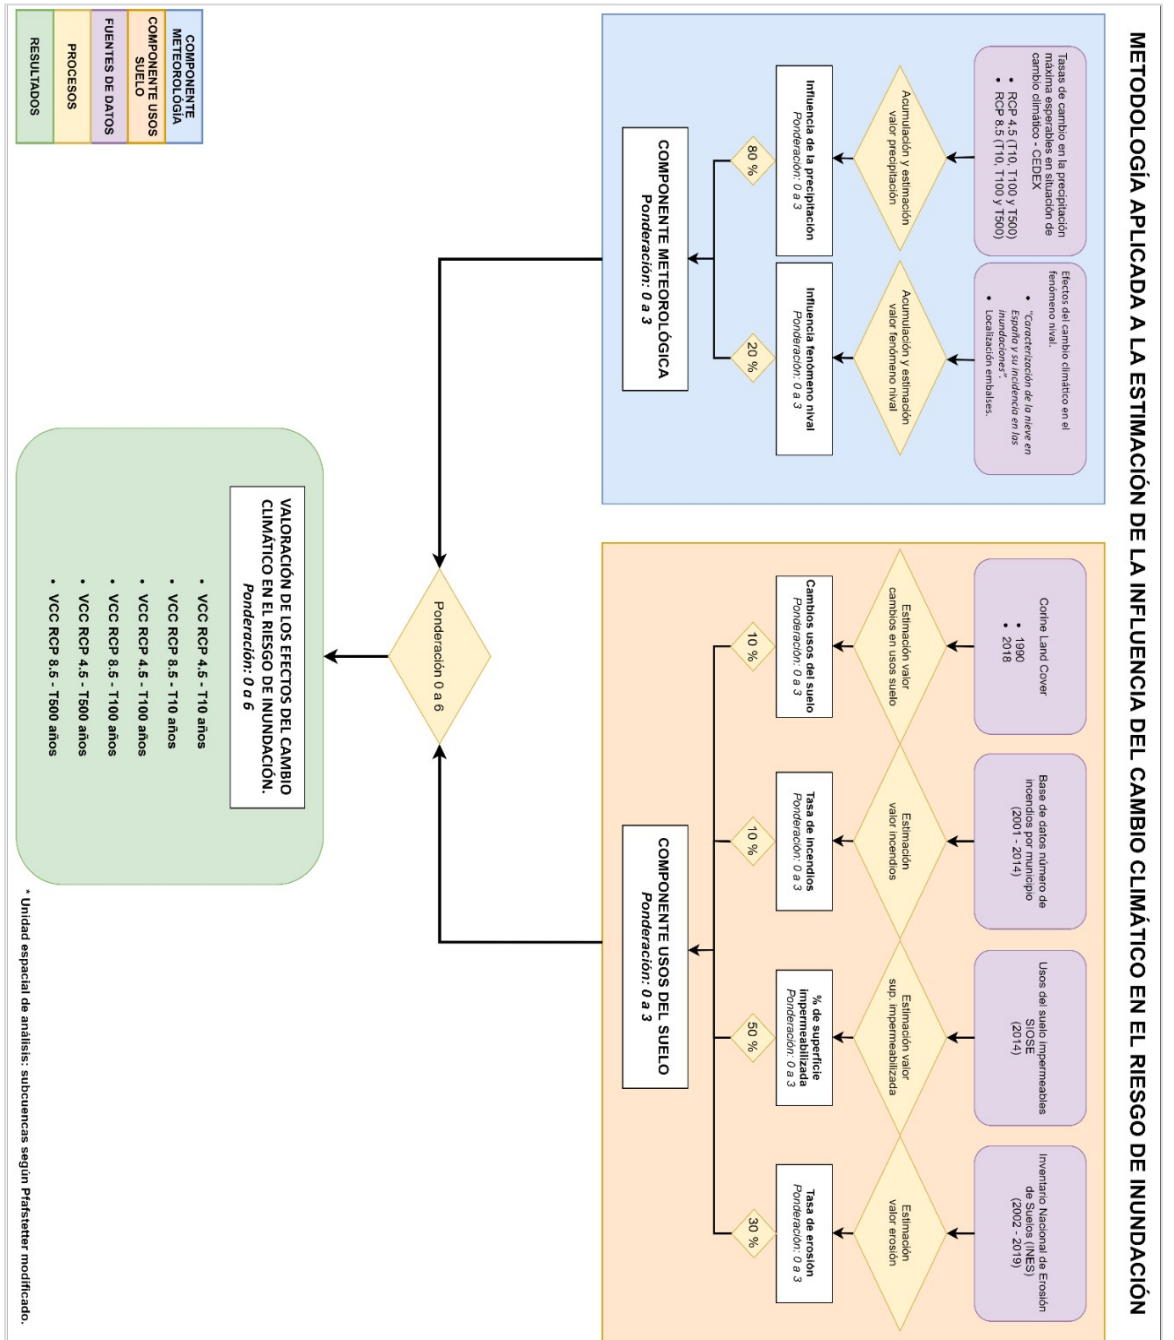 METODOLOGÍA APLICADA A LA ESTIMACIÓN DE LA INFLUENCIA DEL CAMBIO CLIMÁTICO EN EL RIESGO DE INUNDACIÓN
Tasas de cambio en la precipitación
máxima esperables en situación de
cambio climático - CEDEX
• RCP 4.5 (T10, T100 y T500)
• RCP 8.5 (T10, T100 y T500)
Efectos del cambio climático en el
fenómeno nival.
• "Caracterización de la nieve en
España y su incidencia en las
inundaciones".
• Localización embalses.
Acumulación y estimación
valor precipitación
Acumulación y estimación
valor fenómeno nival
Influencia de la precipitación
Ponderación: 0 a 3
Influencia fenómeno nival
Ponderación: 0 a 3
80 %
20 %
COMPONENTE METEOROLÓGICA
Ponderación: 0 a 3
Corine Land Cover
• 1990
• 2018
Base de datos número de
incendios por municipio
(2001 - 2014)
Usos del suelo impermeables
SIOSE
(2014)
Inventario Nacional de Erosión
de Suelos (INES)
(2002 - 2019)
Estimación valor
cambios en usos suelo
Estimación
valor incendios
Estimación valor
sup. impermeabilizada
Estimación
valor erosión
Cambios usos del suelo
Ponderación: 0 a 3
Tasa de incendios
Ponderación: 0 a 3
% de superficie
impermeabilizada
Ponderación: 0 a 3
Tasa de erosión
Ponderación: 0 a 3
10 %
10 %
50 %
30 %
COMPONENTE USOS DEL SUELO
Ponderación: 0 a 3
Ponderación 0 a 6
VALORACIÓN DE LOS EFECTOS DEL CAMBIO
CLIMÁTICO EN EL RIESGO DE INUNDACIÓN.
Ponderación: 0 a 6
• VCC RCP 4.5 - T10 años
• VCC RCP 8.5 - T10 años
• VCC RCP 4.5 - T100 años
• VCC RCP 8.5 - T100 años
• VCC RCP 4.5 - T500 años
• VCC RCP 8.5 - T500 años
COMPONENTE
METEOROLÓGÍA
COMPONENTE USOS
SUELO
FUENTES DE DATOS
PROCESOS
RESULTADOS
* Unidad espacial de análisis: subcuencas según Pfafstetter modificado.